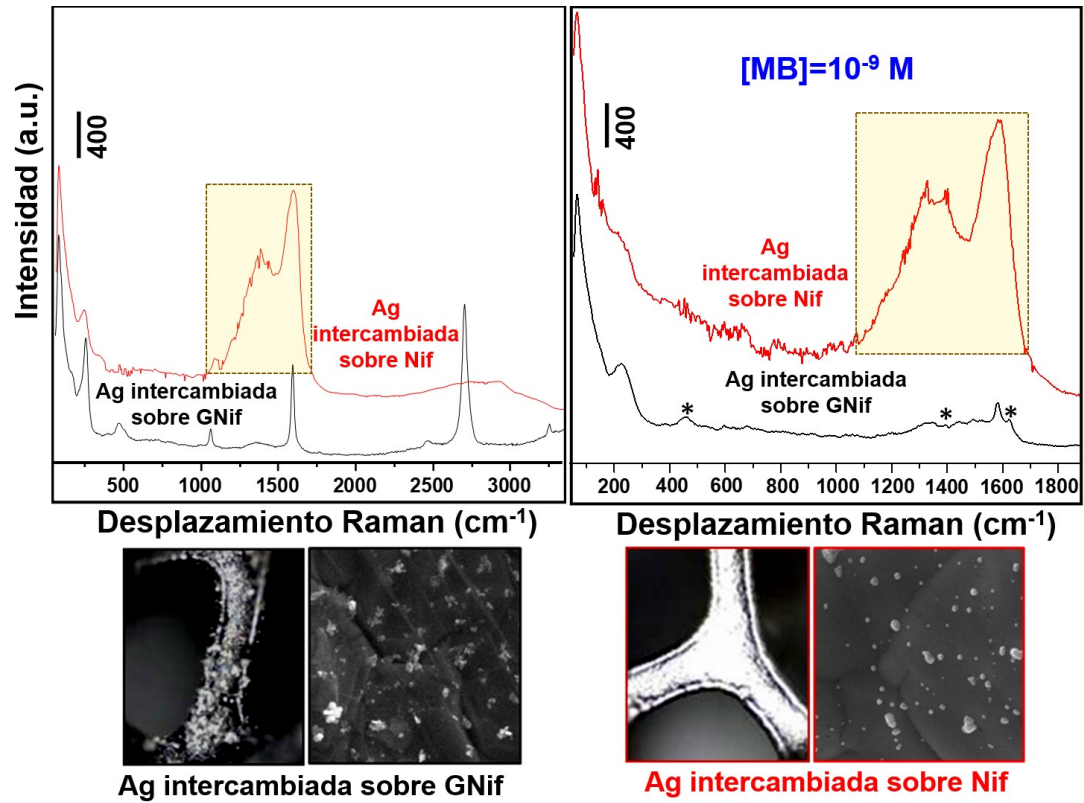 Intensidad (a.u.)
400
Ag
intercambiada
sobre Nif
Ag intercambiada
sobre GNif
500 1000 1500 2000 2500 3000
Desplazamiento Raman (cm⁻¹)
[MB]=10⁻⁹ M
400
Ag
intercambiada
sobre Nif
Ag intercambiada
sobre GNif
* * *
200 400 600 800 1000 1200 1400 1600 1800
Desplazamiento Raman (cm⁻¹)
Ag intercambiada sobre GNif
Ag intercambiada sobre Nif